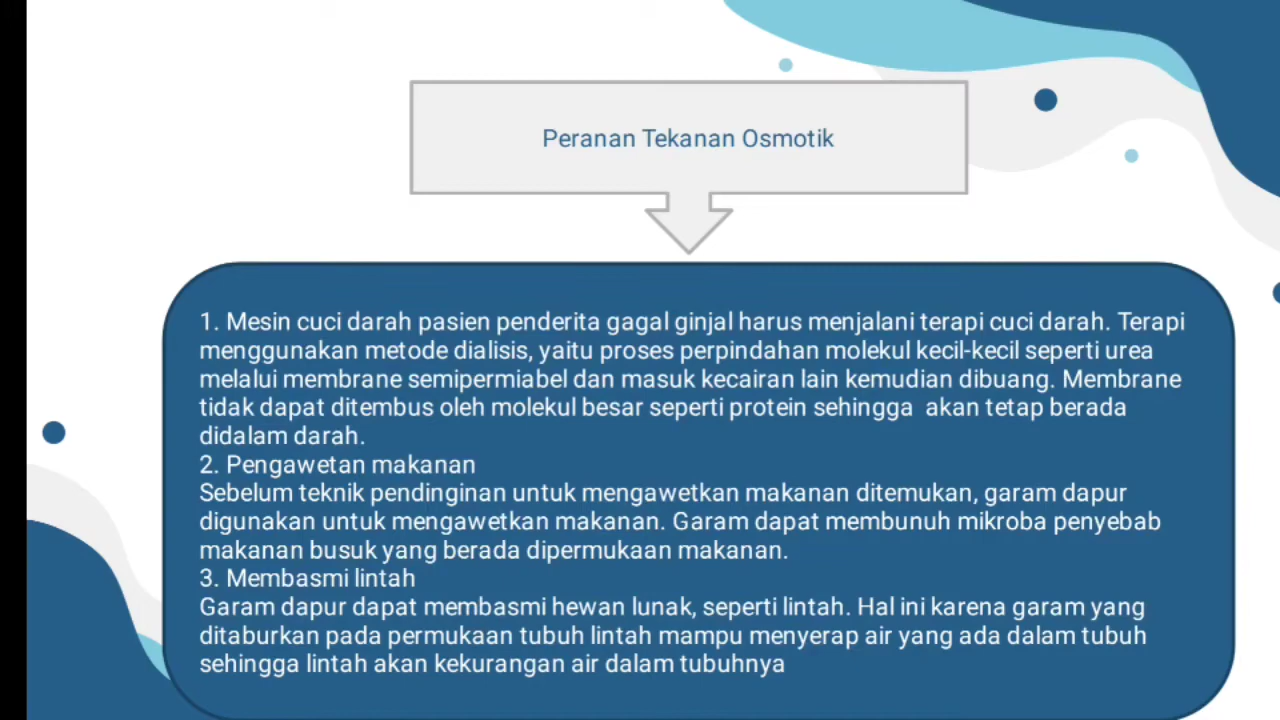 Peranan Tekanan Osmotik
1. Mesin cuci darah pasien penderita gagal ginjal harus menjalani terapi cuci darah. Terapi
menggunakan metode dialisis, yaitu proses perpindahan molekul kecil-kecil seperti urea
melalui membrane semipermiabel dan masuk kecairan lain kemudian dibuang. Membrane
tidak dapat ditembus oleh molekul besar seperti protein sehingga akan tetap berada
didalam darah.
2. Pengawetan makanan
Sebelum teknik pendinginan untuk mengawetkan makanan ditemukan, garam dapur
digunakan untuk mengawetkan makanan. Garam dapat membunuh mikroba penyebab
makanan busuk yang berada dipermukaan makanan.
3. Membasmi lintah
Garam dapur dapat membasmi hewan lunak, seperti lintah. Hal ini karena garam yang
ditaburkan pada permukaan tubuh lintah mampu menyerap air yang ada dalam tubuh
sehingga lintah akan kekurangan air dalam tubuhnya